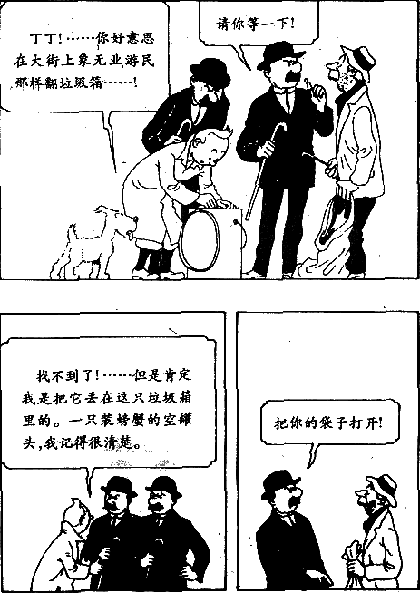 丁丁!……你好意思
在大街上象无业游民
那样翻垃圾箱……!
请你等一下!
找不到了!……但是肯定
我是把它丢在这只垃圾箱
里的。一只装螃蟹的空罐
头,我记得很清楚。
把你的袋子打开!